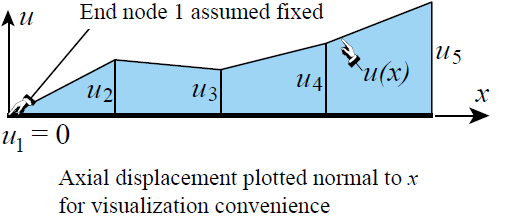 u
End node 1 assumed fixed
u2
u3
u4
u(x)
u5
x
u1 = 0
Axial displacement plotted normal to x
for visualization convenience